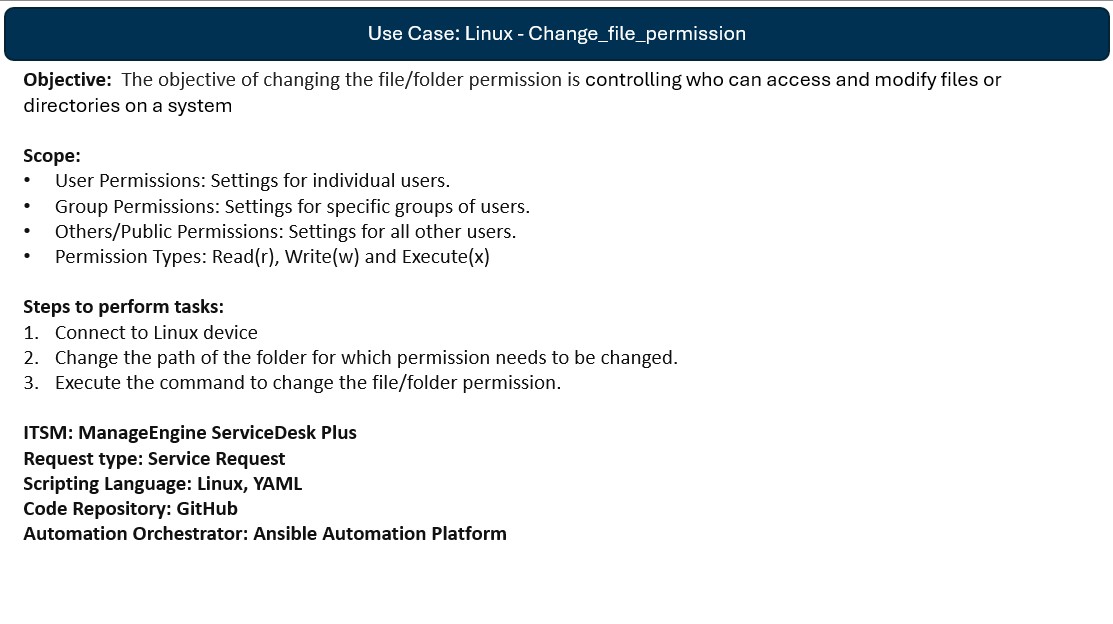 Use Case: Linux - Change_file_permission
Objective:  The objective of changing the file/folder permission is controlling who can access and modify files or
directories on a system
Scope:
• User Permissions: Settings for individual users.
• Group Permissions: Settings for specific groups of users.
• Others/Public Permissions: Settings for all other users.
• Permission Types: Read(r), Write(w) and Execute(x)
Steps to perform tasks:
1. Connect to Linux device
2. Change the path of the folder for which permission needs to be changed.
3. Execute the command to change the file/folder permission.
ITSM: ManageEngine ServiceDesk Plus
Request type: Service Request
Scripting Language: Linux, YAML
Code Repository: GitHub
Automation Orchestrator: Ansible Automation Platform